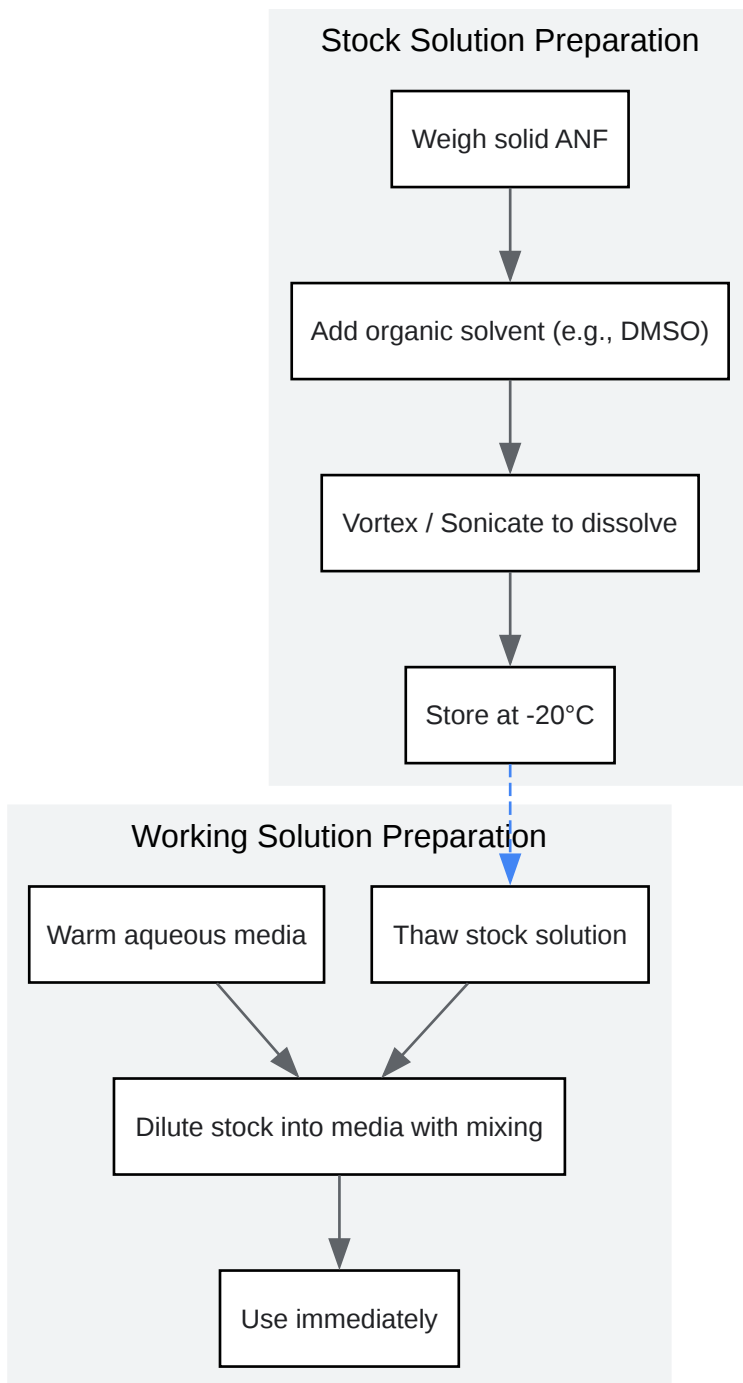 Stock Solution Preparation
Weigh solid ANF
Add organic solvent (e.g., DMSO)
Vortex / Sonicate to dissolve
Store at -20°C
Working Solution Preparation
Warm aqueous media
Thaw stock solution
Dilute stock into media with mixing
Use immediately